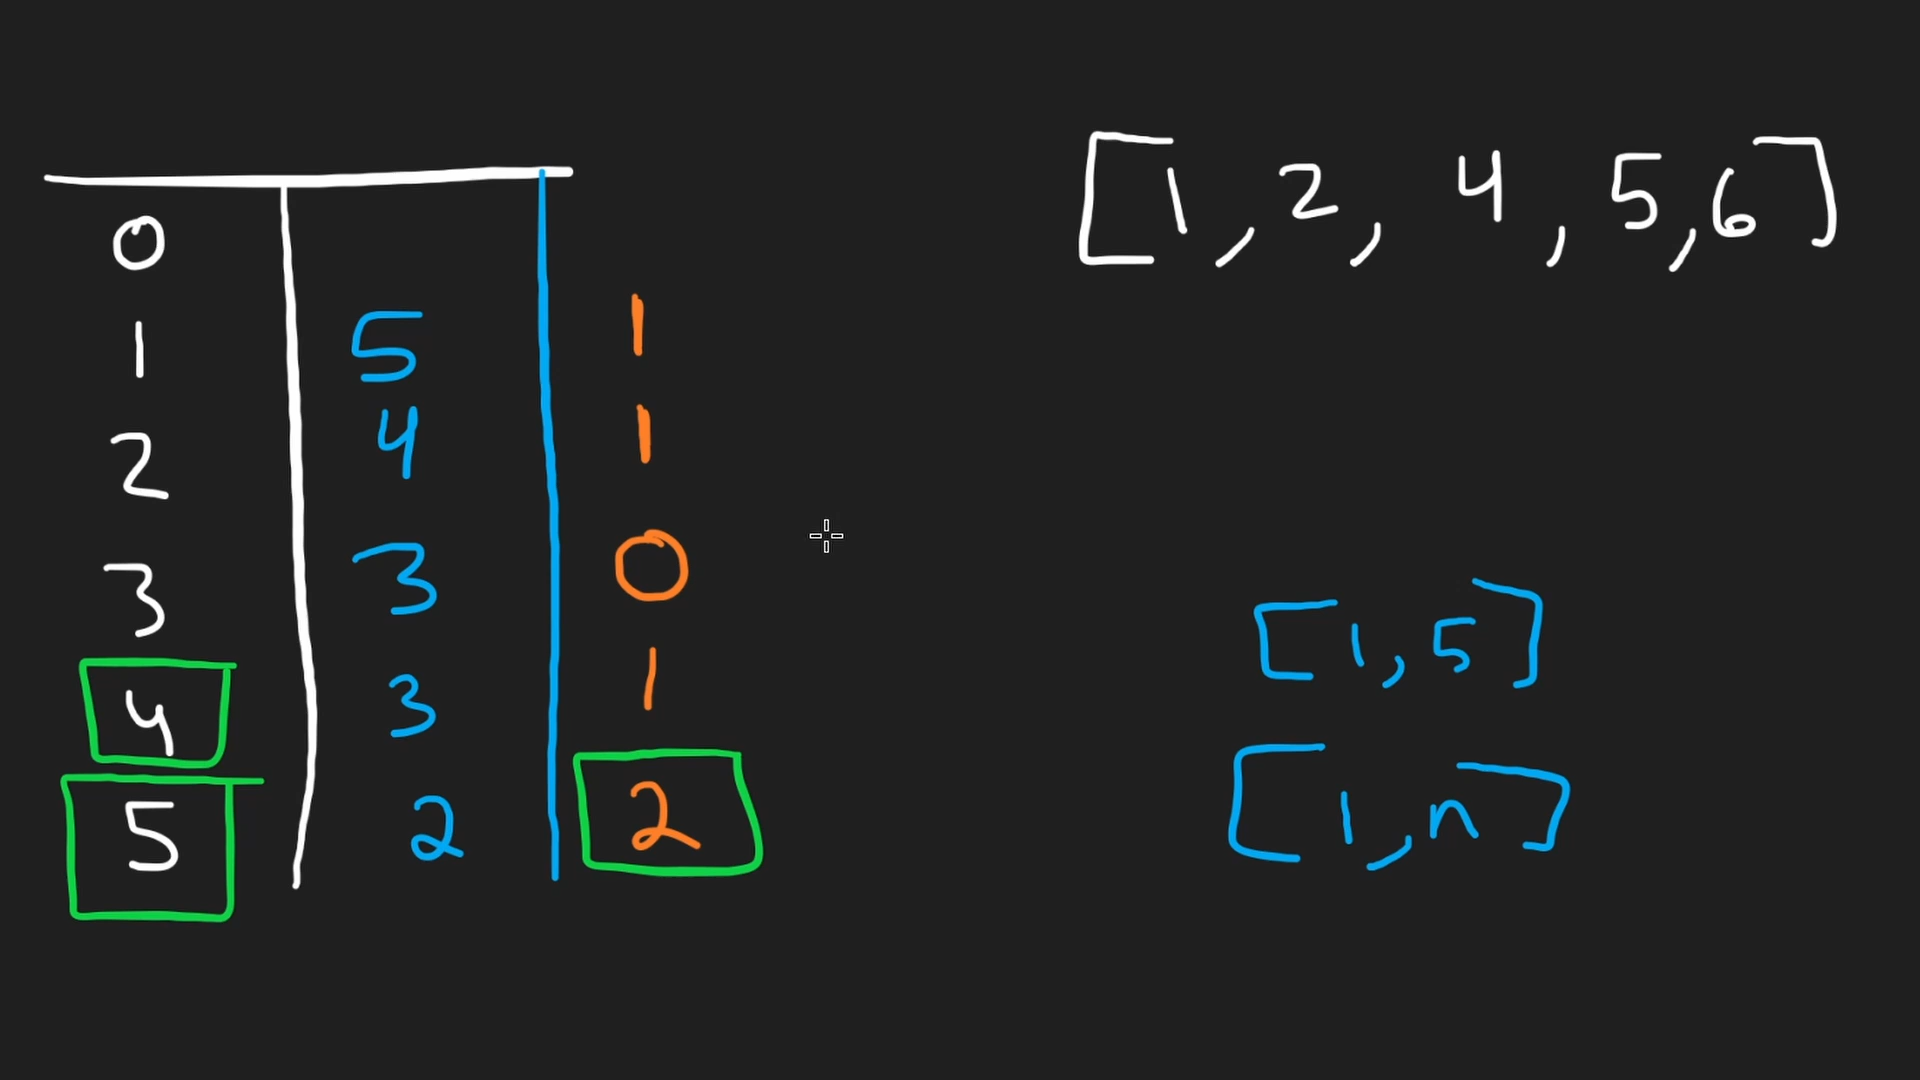 [1, 2, 4, 5, 6]
0
1 5 1
2 4 1
3 3 0
4 3 1
5 2 2
[1, 5]
[1, n]